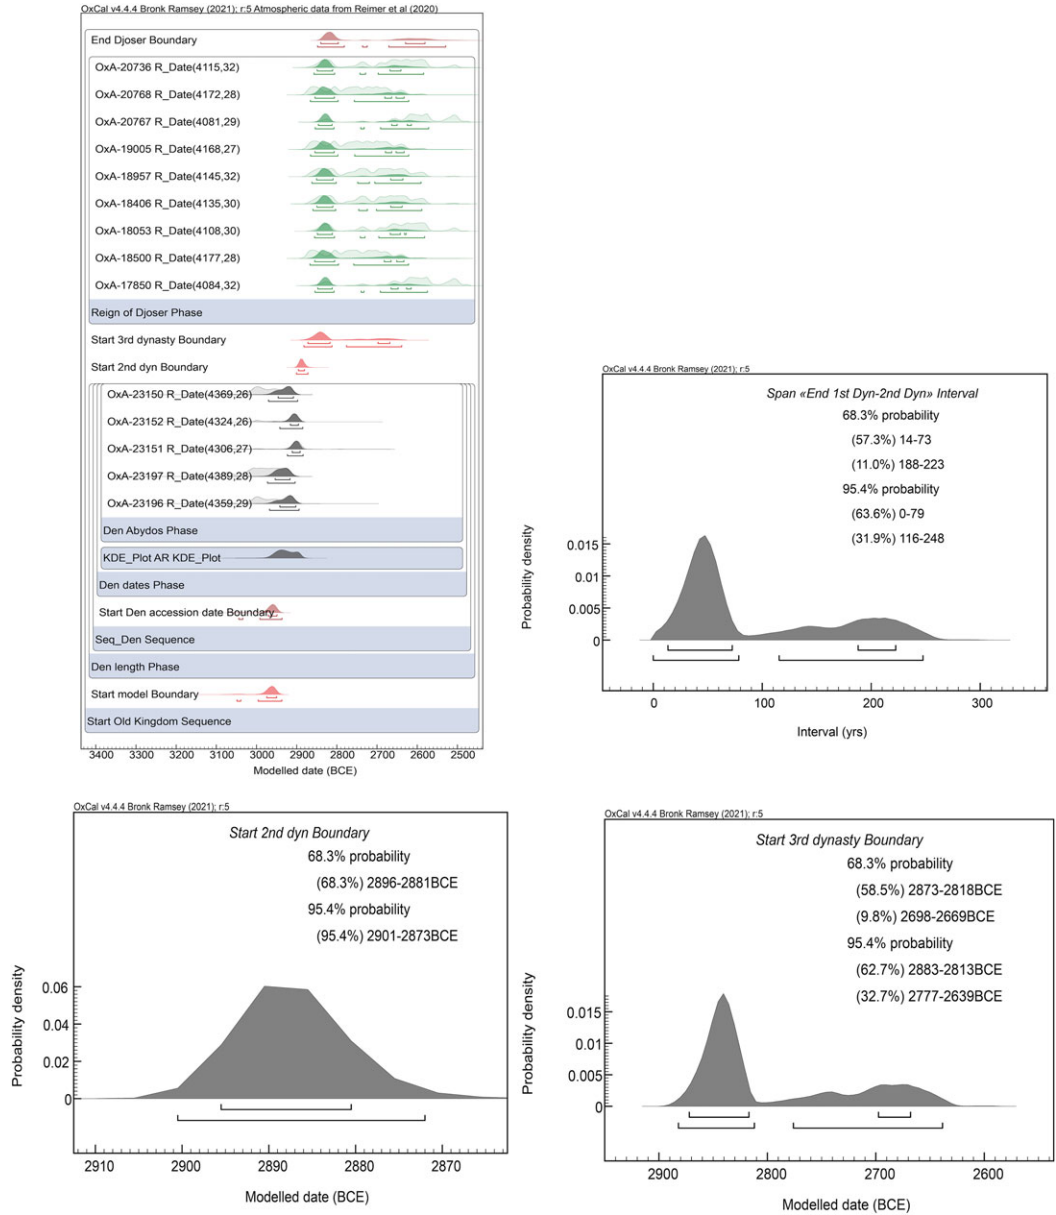 OxCal v4.4.4 Bronk Ramsey (2021); r:5 Atmospheric data from Reimer et al (2020)
End Djoser Boundary
OxA-20736 R_Date(4115,32)
OxA-20768 R_Date(4172,28)
OxA-20767 R_Date(4081,29)
OxA-19005 R_Date(4168,27)
OxA-18957 R_Date(4145,32)
OxA-18406 R_Date(4135,30)
OxA-18053 R_Date(4108,30)
OxA-18500 R_Date(4177,28)
OxA-17850 R_Date(4084,32)
Reign of Djoser Phase
Start 3rd dynasty Boundary
Start 2nd dyn Boundary
OxA-23150 R_Date(4369,26)
OxA-23152 R_Date(4324,26)
OxA-23151 R_Date(4306,27)
OxA-23197 R_Date(4389,28)
OxA-23196 R_Date(4359,29)
Den Abydos Phase
KDE_Plot AR KDE_Plot
Den dates Phase
Start Den accession date Boundary
Seq_Den Sequence
Den length Phase
Start model Boundary
Start Old Kingdom Sequence
3400 3300 3200 3100 3000 2900 2800 2700 2600 2500
Modelled date (BCE)
OxCal v4.4.4 Bronk Ramsey (2021); r:5
Span «End 1st Dyn-2nd Dyn» Interval
68.3% probability
(57.3%) 14-73
(11.0%) 188-223
95.4% probability
(63.6%) 0-79
(31.9%) 116-248
Probability density
0.015
0.01
0.005
0
0 100 200 300
Interval (yrs)
OxCal v4.4.4 Bronk Ramsey (2021); r:5
Start 2nd dyn Boundary
68.3% probability
(68.3%) 2896-2881BCE
95.4% probability
(95.4%) 2901-2873BCE
Probability density
0.06
0.04
0.02
0
2910 2900 2890 2880 2870
Modelled date (BCE)
OxCal v4.4.4 Bronk Ramsey (2021); r:5
Start 3rd dynasty Boundary
68.3% probability
(58.5%) 2873-2818BCE
(9.8%) 2698-2669BCE
95.4% probability
(62.7%) 2883-2813BCE
(32.7%) 2777-2639BCE
Probability density
0.015
0.01
0.005
0
2900 2800 2700 2600
Modelled date (BCE)